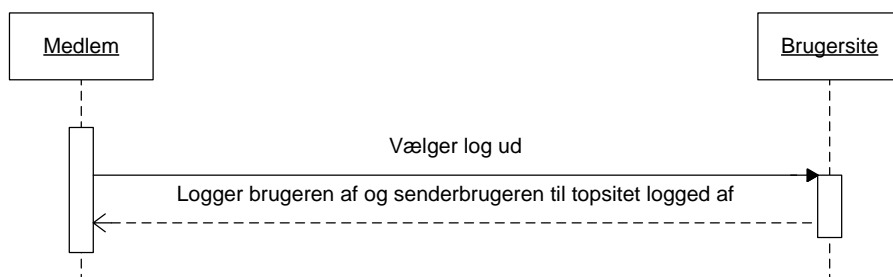 Medlem
Brugersite
Vælger log ud
Logger brugeren af og senderbrugeren til topsitet logged af